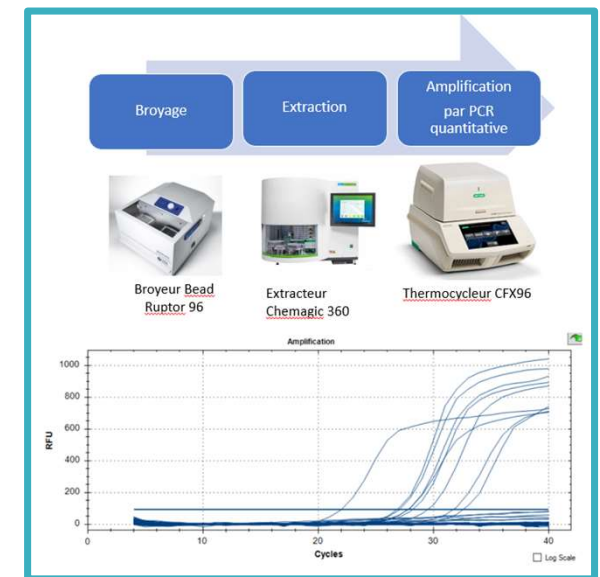 Broyage
Extraction
Amplification
par PCR
quantitative
Broyeur Bead
Ruptor 96
Extracteur
Chemagic 360
Thermocycleur CFX96
Amplification
1000
800
600
400
200
0
RFU
0 10 20 30 40
Cycles
Log Scale